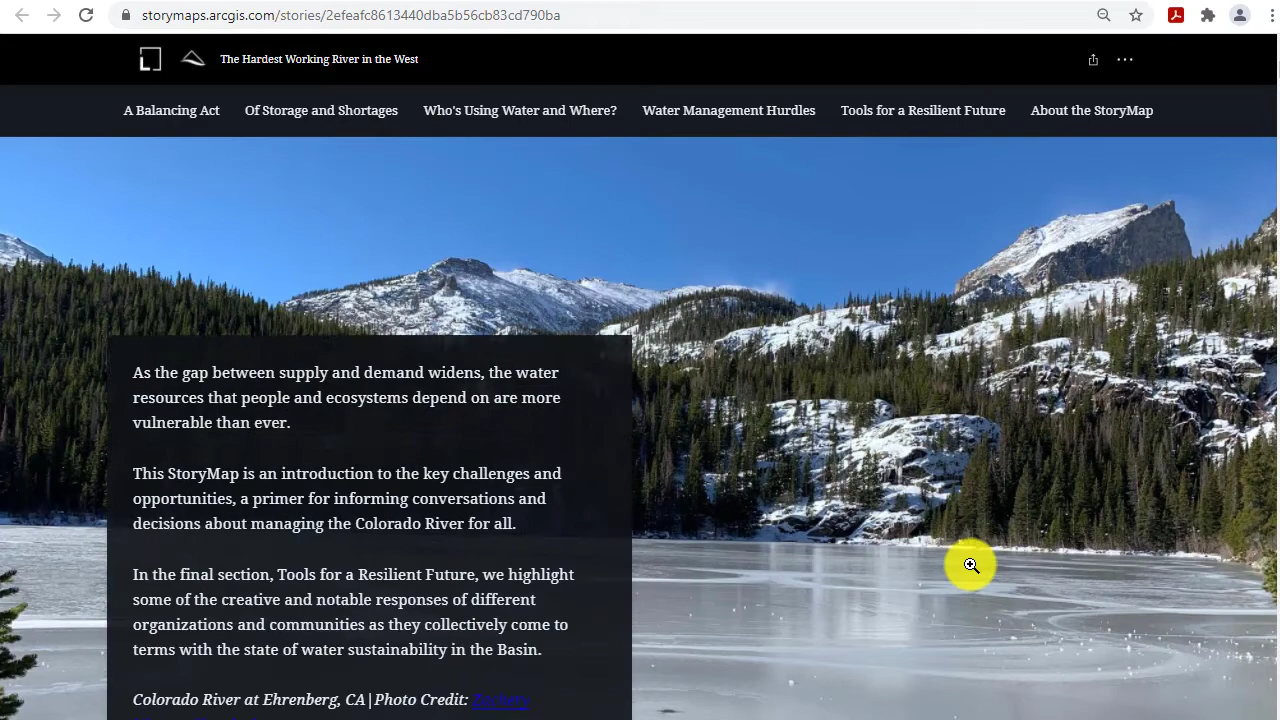 storymaps.arcgis.com/stories/2efeafc8613440dba5b56cb83cd790ba
The Hardest Working River in the West
A Balancing Act Of Storage and Shortages Who's Using Water and Where? Water Management Hurdles Tools for a Resilient Future About the StoryMap
As the gap between supply and demand widens, the water
resources that people and ecosystems depend on are more
vulnerable than ever.
This StoryMap is an introduction to the key challenges and
opportunities, a primer for informing conversations and
decisions about managing the Colorado River for all.
In the final section, Tools for a Resilient Future, we highlight
some of the creative and notable responses of different
organizations and communities as they collectively come to
terms with the state of water sustainability in the Basin.
Colorado River at Ehrenberg, CA|Photo Credit: Zachery